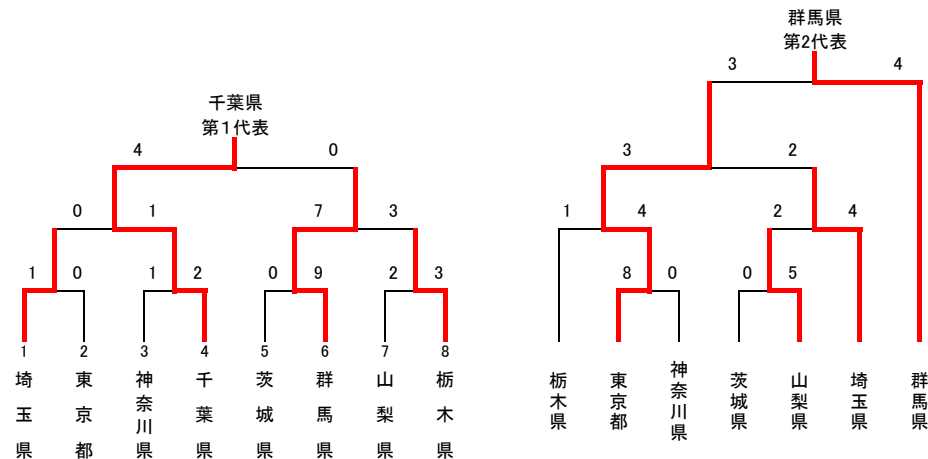 群馬県
第2代表
3 4
千葉県
第１代表
4 0
3 2
0 1 7 3
1 4 2 4
1 0 1 2 0 9 2 3
8 0 0 5
1 2 3 4 5 6 7 8
埼玉県
東京都
神奈川県
千葉県
茨城県
群馬県
山梨県
栃木県
栃木県
東京都
神奈川県
茨城県
山梨県
埼玉県
群馬県